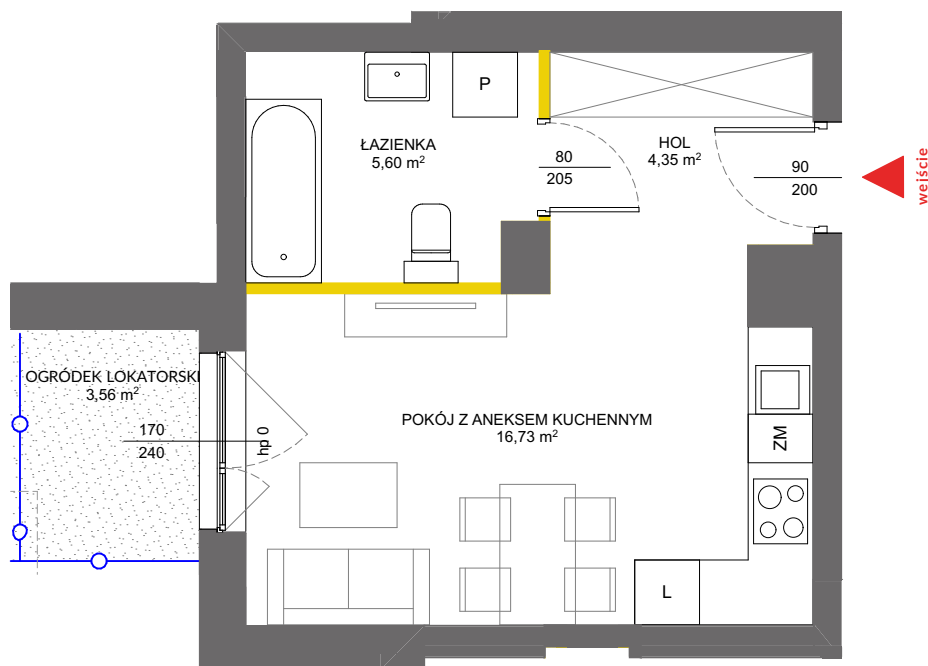 P
ŁAZIENKA
5,60 m²
HOL
4,35 m²
80
205
90
200
wejście
OGRÓDEK LOKATORSKI
3,56 m²
170
240
hp 0
POKÓJ Z ANEKSEM KUCHENNYM
16,73 m²
ZM
L